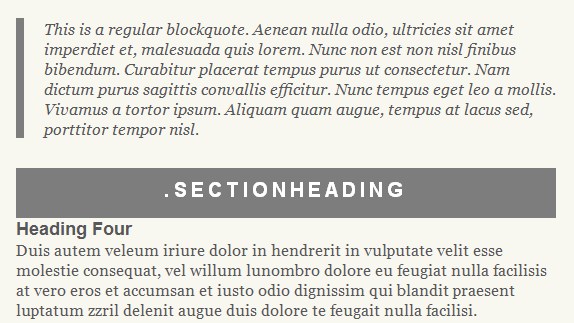 This is a regular blockquote. Aenean nulla odio, ultricies sit amet
imperdiet et, malesuada quis lorem. Nunc non est non nisl finibus
bibendum. Curabitur placerat tempus purus ut consectetur. Nam
dictum purus sagittis convallis efficitur. Nunc tempus eget leo a mollis.
Vivamus a tortor ipsum. Aliquam quam augue, tempus at lacus sed,
porttitor tempor nisl.
.SECTIONHEADING
Heading Four
Duis autem veleum iriure dolor in hendrerit in vulputate velit esse
molestie consequat, vel willum lunombro dolore eu feugiat nulla facilisis
at vero eros et accumsan et iusto odio dignissim qui blandit praesent
luptatum zzril delenit augue duis dolore te feugait nulla facilisi.